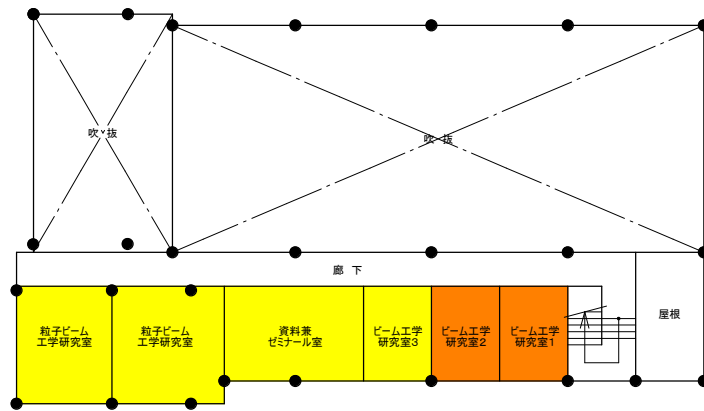 吹 抜
吹 抜
廊 下
粒子ビーム
工学研究室
粒子ビーム
工学研究室
資料兼
ゼミナール室
ビーム工学
研究室3
ビーム工学
研究室2
ビーム工学
研究室1
屋根